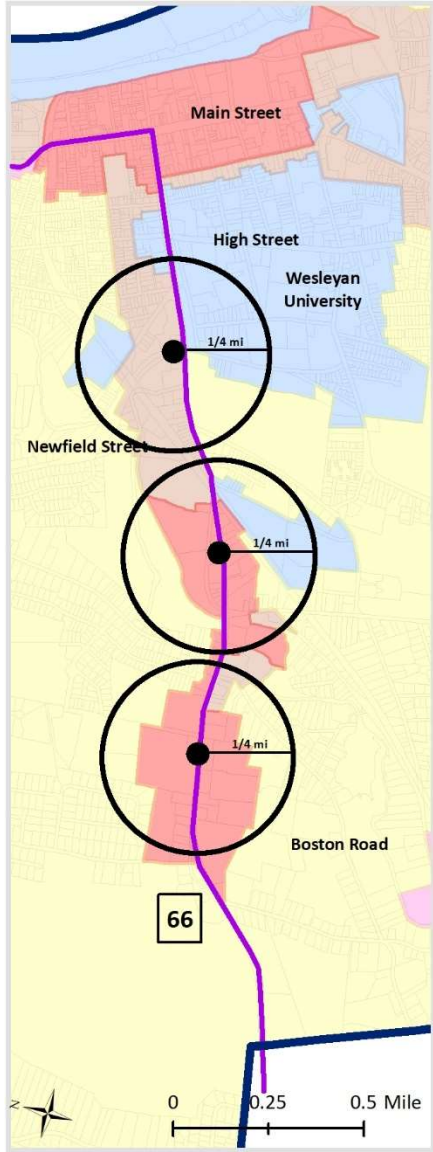 Main Street
High Street
Wesleyan
University
1/4 mi
Newfield Street
1/4 mi
1/4 mi
Boston Road
66
N
0 0.25 0.5 Mile